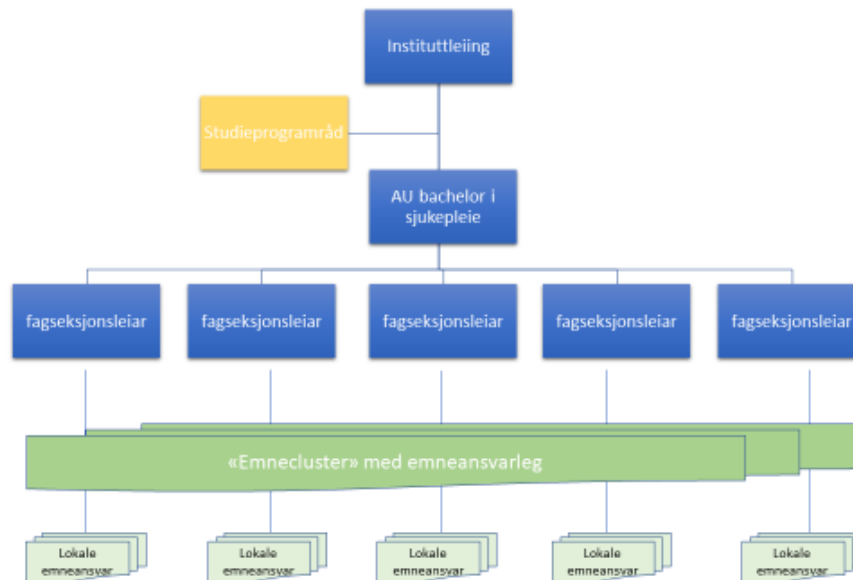 Instituttleiing
Studieprogramråd
AU bachelor i
sjukepleie
fagseksjonsleiar
fagseksjonsleiar
fagseksjonsleiar
fagseksjonsleiar
fagseksjonsleiar
«Emnecluster» med emneansvarleg
Lokale
emneansvar
Lokale
emneansvar
Lokale
emneansvar
Lokale
emneansvar
Lokale
emneansvar